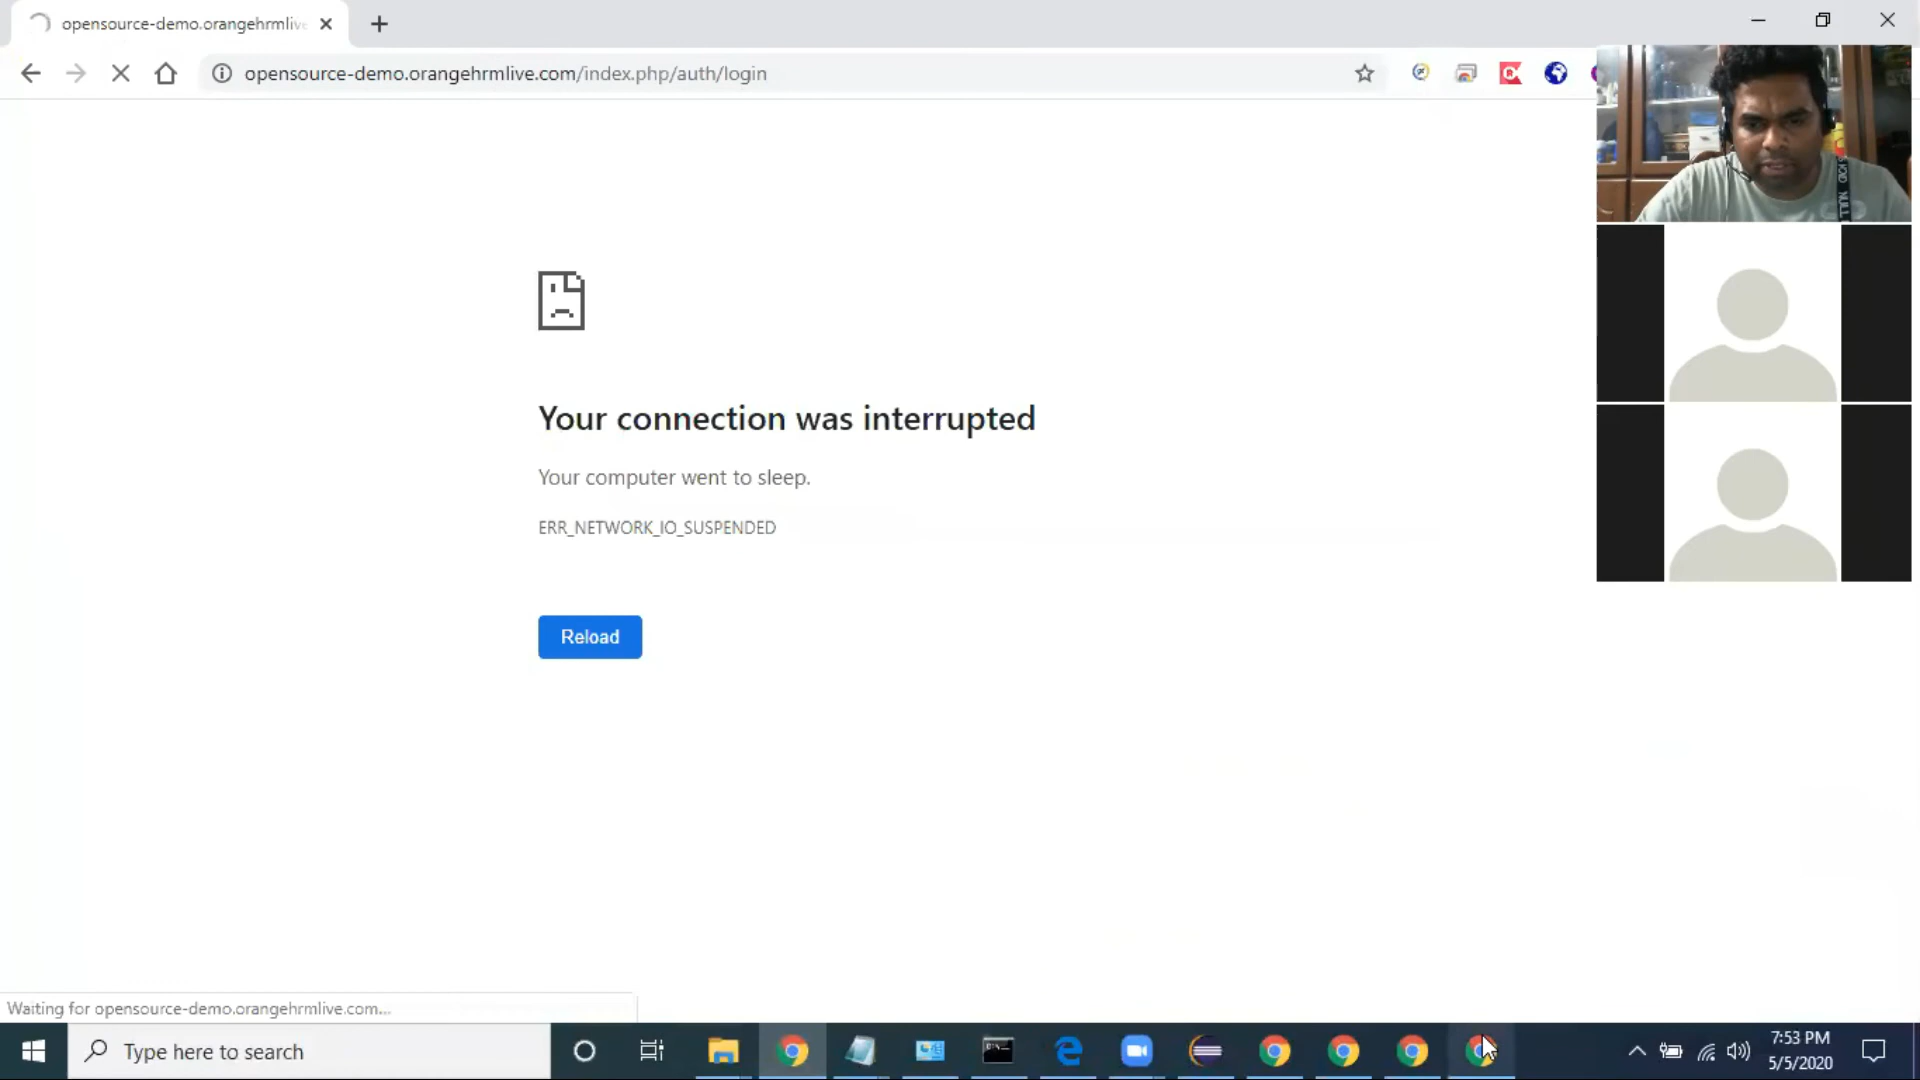 opensource-demo.orangehrmlive
opensource-demo.orangehrmlive.com/index.php/auth/login
Your connection was interrupted
Your computer went to sleep.
ERR_NETWORK_IO_SUSPENDED
Reload
Waiting for opensource-demo.orangehrmlive.com...
Type here to search
7:53 PM
5/5/2020